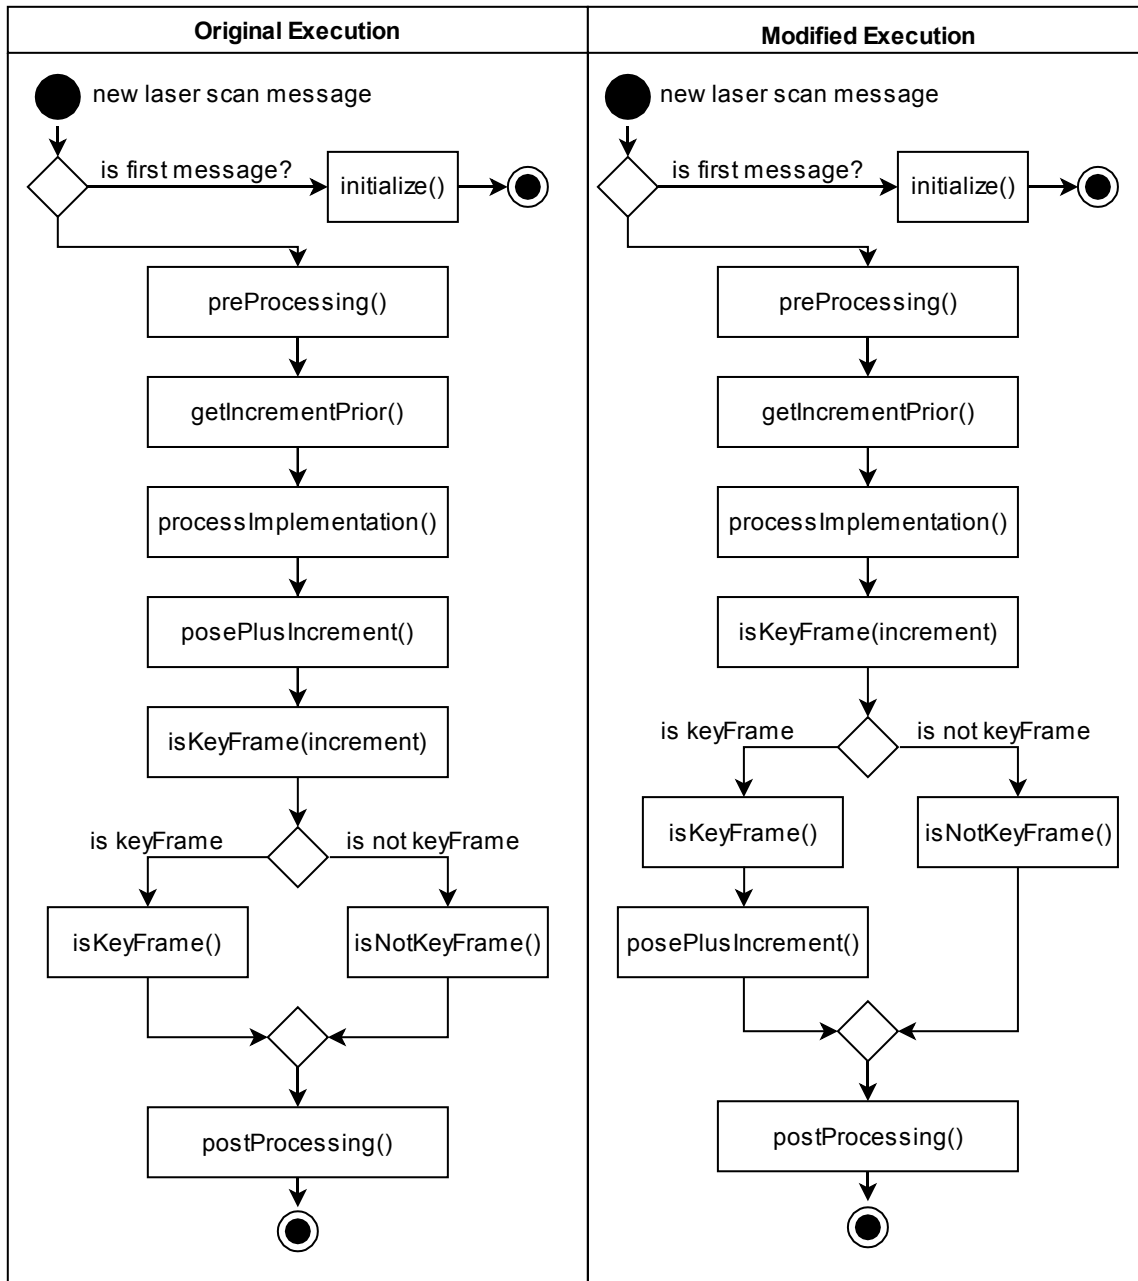 Original Execution
new laser scan message
is first message?
initialize()
preProcessing()
getIncrementPrior()
processImplementation()
posePlusIncrement()
isKeyFrame(increment)
is keyFrame
is not keyFrame
isKeyFrame()
isNotKeyFrame()
postProcessing()
Modified Execution
new laser scan message
is first message?
initialize()
preProcessing()
getIncrementPrior()
processImplementation()
isKeyFrame(increment)
is keyFrame
is not keyFrame
isKeyFrame()
isNotKeyFrame()
posePlusIncrement()
postProcessing()